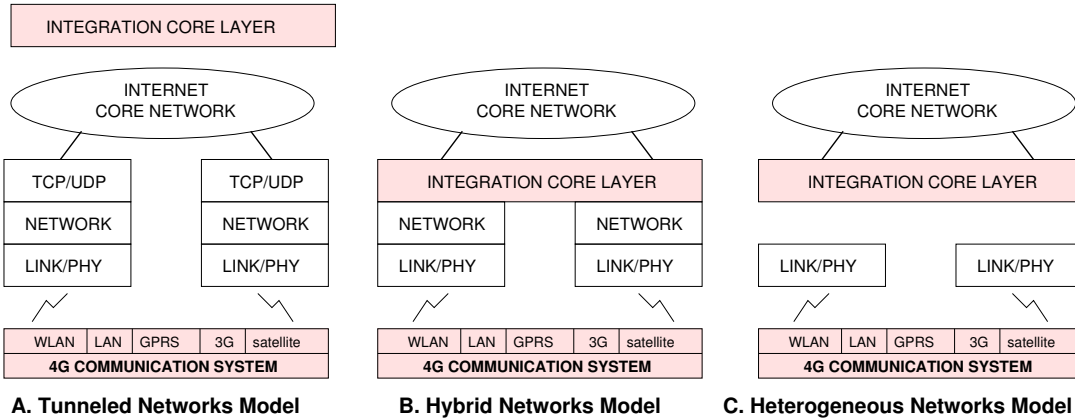 INTEGRATION CORE LAYER
INTERNET
CORE NETWORK
TCP/UDP
TCP/UDP
NETWORK
NETWORK
LINK/PHY
LINK/PHY
WLAN LAN GPRS 3G satellite
4G COMMUNICATION SYSTEM
A. Tunneled Networks Model
INTERNET
CORE NETWORK
INTEGRATION CORE LAYER
NETWORK
NETWORK
LINK/PHY
LINK/PHY
WLAN LAN GPRS 3G satellite
4G COMMUNICATION SYSTEM
B. Hybrid Networks Model
INTERNET
CORE NETWORK
INTEGRATION CORE LAYER
LINK/PHY
LINK/PHY
WLAN LAN GPRS 3G satellite
4G COMMUNICATION SYSTEM
C. Heterogeneous Networks Model